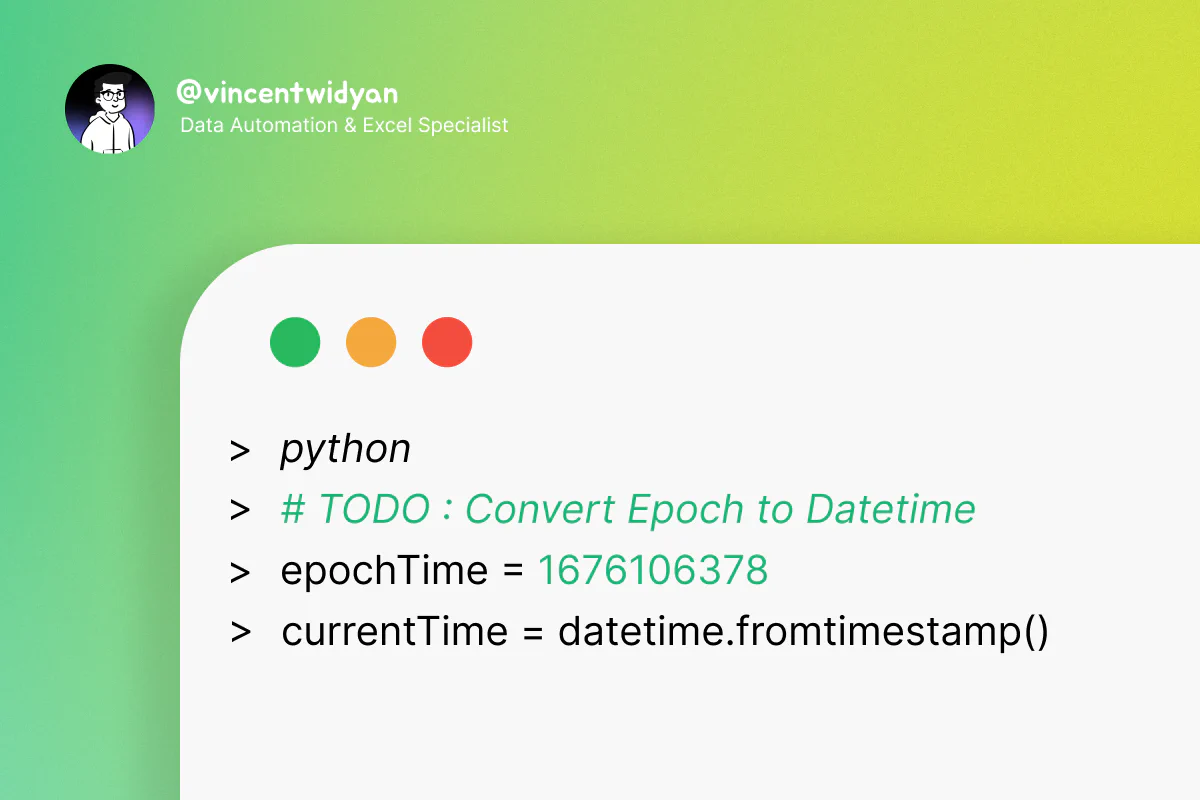 @vincentwidyan
Data Automation & Excel Specialist
> python
> # TODO : Convert Epoch to Datetime
> epochTime = 1676106378
> currentTime = datetime.fromtimestamp()